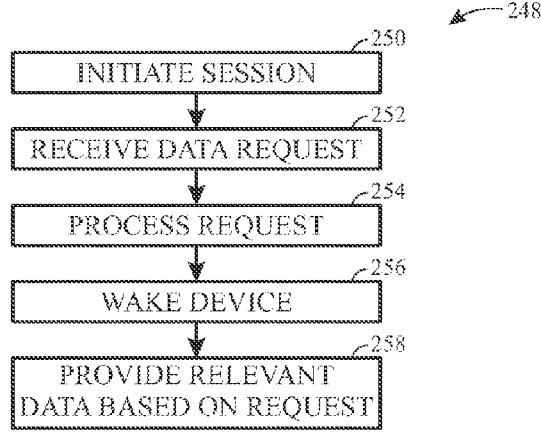 248
250
INITIATE SESSION
252
RECEIVE DATA REQUEST
254
PROCESS REQUEST
256
WAKE DEVICE
258
PROVIDE RELEVANT
DATA BASED ON REQUEST